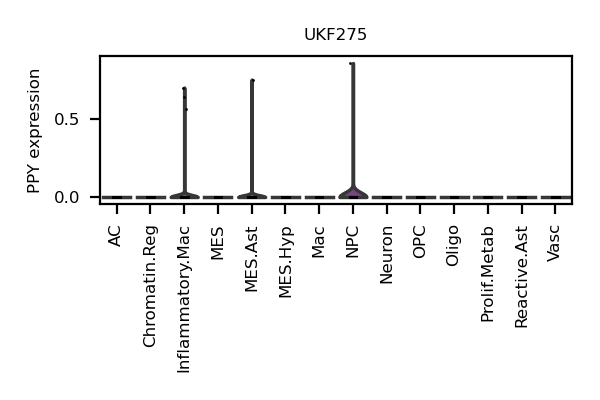 UKF275
PPY expression
0.5
0.0
AC
Chromatin.Reg
Inflammatory.Mac
MES
MES.Ast
MES.Hyp
Mac
NPC
Neuron
OPC
Oligo
Prolif.Metab
Reactive.Ast
Vasc